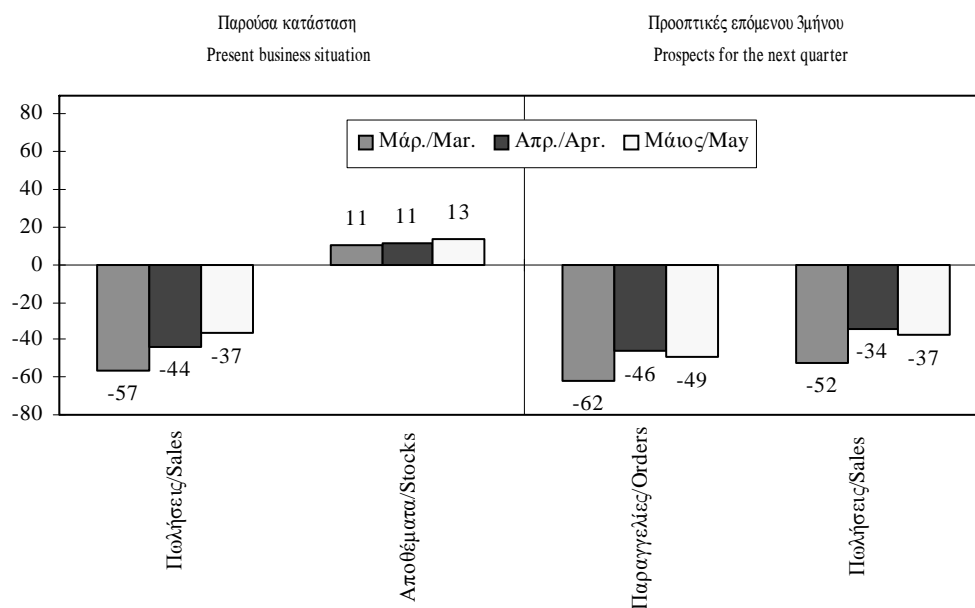 Παρούσα κατάσταση
Present business situation
Προοπτικές επόμενου 3μήνου
Prospects for the next quarter
80
60
40
20
0
-20
-40
-60
-80
Μάρ./Mar.
Απρ./Apr.
Μάιος/May
11
11
13
-57
-44
-37
-62
-46
-49
-52
-34
-37
Πωλήσεις/Sales
Αποθέματα/Stocks
Παραγγελίες/Orders
Πωλήσεις/Sales